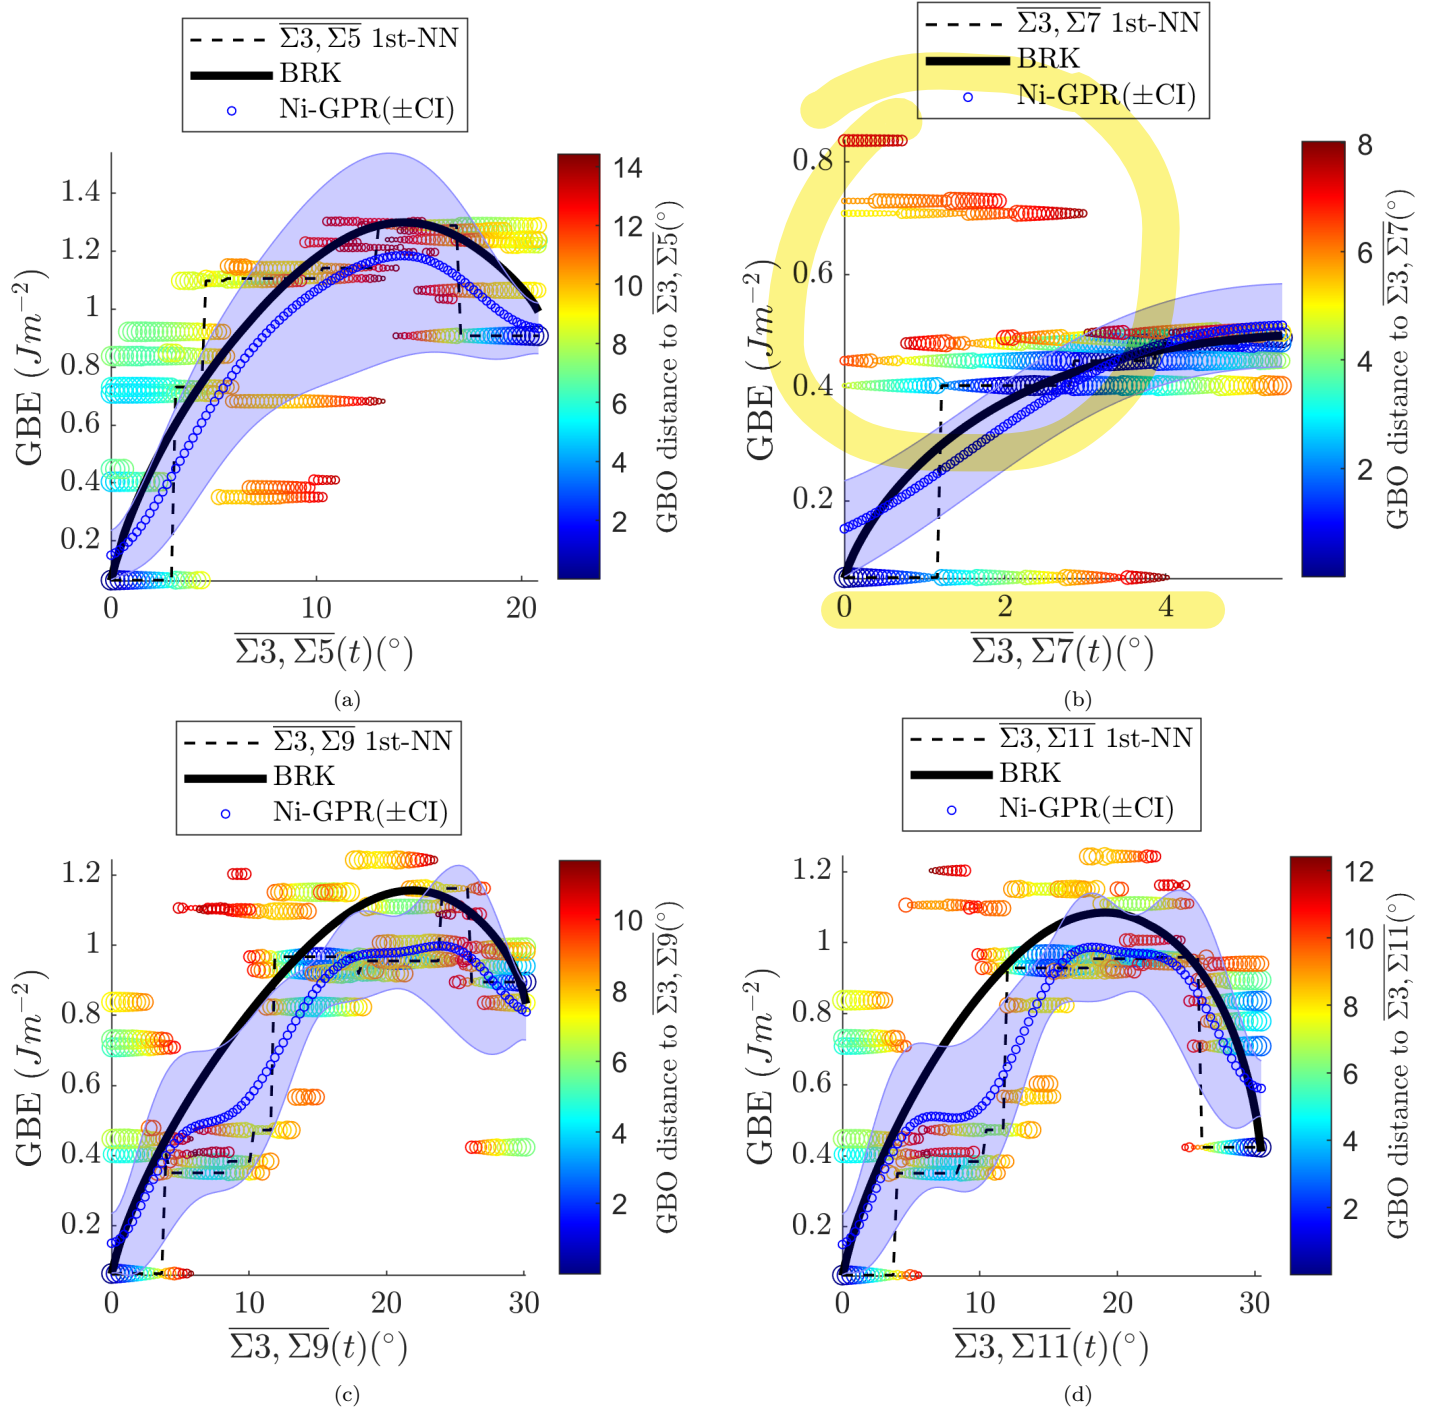 Σ3, Σ5 1st-NN
BRK
Ni-GPR(±CI)
GBE (Jm⁻²)
1.4
1.2
1
0.8
0.6
0.4
0.2
0 10 20
Σ3, Σ5(t)(°)
14
12
10
8
6
4
2
GBO distance to Σ3, Σ5(°)
(a)
Σ3, Σ7 1st-NN
BRK
Ni-GPR(±CI)
GBE (Jm⁻²)
0.8
0.6
0.4
0.2
0 2 4
Σ3, Σ7(t)(°)
8
6
4
2
GBO distance to Σ3, Σ7(°)
(b)
Σ3, Σ9 1st-NN
BRK
Ni-GPR(±CI)
GBE (Jm⁻²)
1.2
1
0.8
0.6
0.4
0.2
0 10 20 30
Σ3, Σ9(t)(°)
10
8
6
4
2
GBO distance to Σ3, Σ9(°)
(c)
Σ3, Σ11 1st-NN
BRK
Ni-GPR(±CI)
GBE (Jm⁻²)
1.2
1
0.8
0.6
0.4
0.2
0 10 20 30
Σ3, Σ11(t)(°)
12
10
8
6
4
2
GBO distance to Σ3, Σ11(°)
(d)